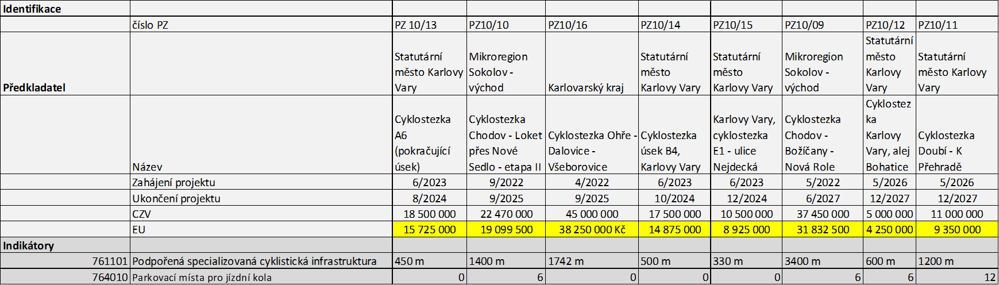 Identifikace
číslo PZ PZ 10/13 PZ10/10 PZ10/16 PZ10/14 PZ10/15 PZ10/09 PZ10/12 PZ10/11
Statutární
Statutární Mikroregion Statutární Statutární Mikroregion město Statutární
město Karlovy Sokolov - město město Sokolov - Karlovy město Karlovy
Předkladatel Vary východ Karlovarský kraj Karlovy Vary Karlovy Vary východ Vary Vary
Cyklostez
Cyklostezka Cyklostezka Karlovy Vary, Cyklostezka ka
A6 Chodov - Loket Cyklostezka Ohře - Cyklostezka cyklostezka Chodov - Karlovy Cyklostezka
(pokračující přes Nové Dalovice - úsek B4, E1 - ulice Božíčany - Vary, alej Doubí - K
Název úsek) Sedlo - etapa II Všeborovice Karlovy Vary Nejdecká Nová Role Bohatice Přehradě
Zahájení projektu 6/2023 9/2022 4/2022 6/2023 6/2023 5/2022 5/2026 5/2026
Ukončení projektu 8/2024 9/2025 9/2025 10/2024 12/2024 6/2027 12/2027 12/2027
CZV 18 500 000 22 470 000 45 000 000 17 500 000 10 500 000 37 450 000 5 000 000 11 000 000
EU 15 725 000 19 099 500 38 250 000 Kč 14 875 000 8 925 000 31 832 500 4 250 000 9 350 000
Indikátory
761101 Podpořená specializovaná cyklistická infrastruktura 450 m 1400 m 1742 m 500 m 330 m 3400 m 600 m 1200 m
764010 Parkovací místa pro jízdní kola 0 6 0 0 0 6 6 12